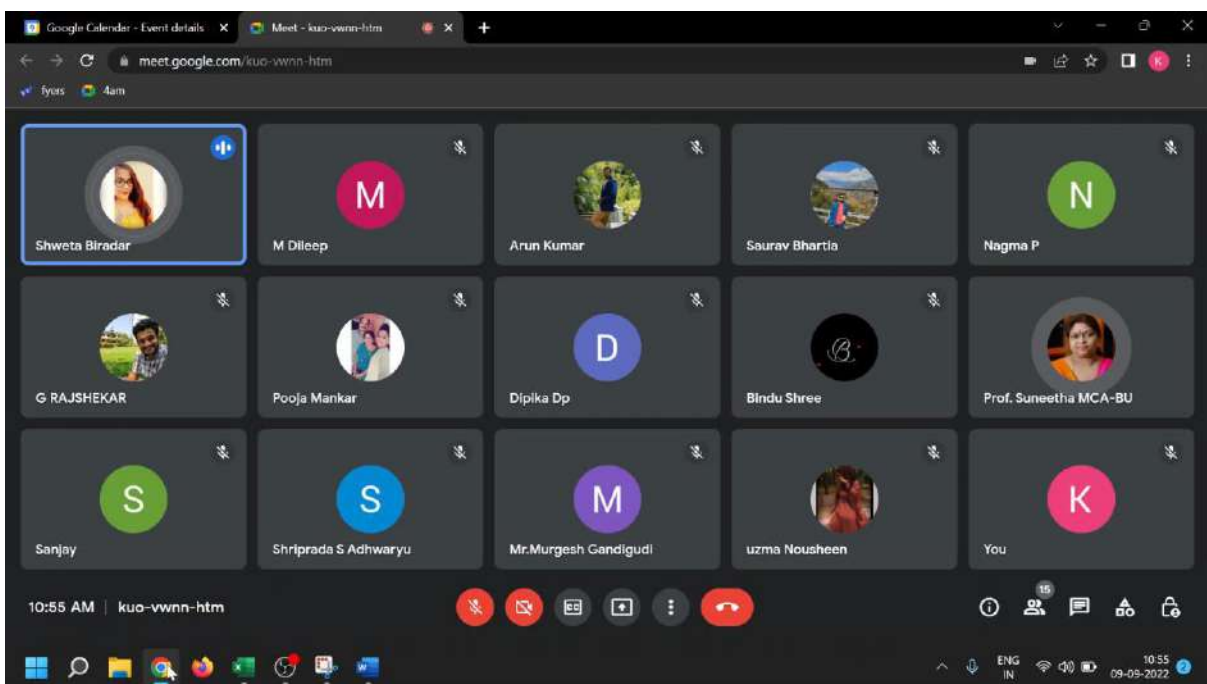 Google Calendar - Event details
Meet - kuo-vwnn-htm
meet.google.com/kuo-vwnn-htm
K
fyers
4am
Shweta Biradar
M
M Dileep
Arun Kumar
Saurav Bhartia
N
Nagma P
G RAJSHEKAR
Pooja Mankar
D
Dipika Dp
B.
Bindu Shree
Prof. Suneetha MCA-BU
S
Sanjay
S
Shriprada S Adhwaryu
M
Mr.Murgesh Gandigudi
uzma Nousheen
K
You
10:55 AM | kuo-vwnn-htm
15
ENG
IN
10:55
09-09-2022
2